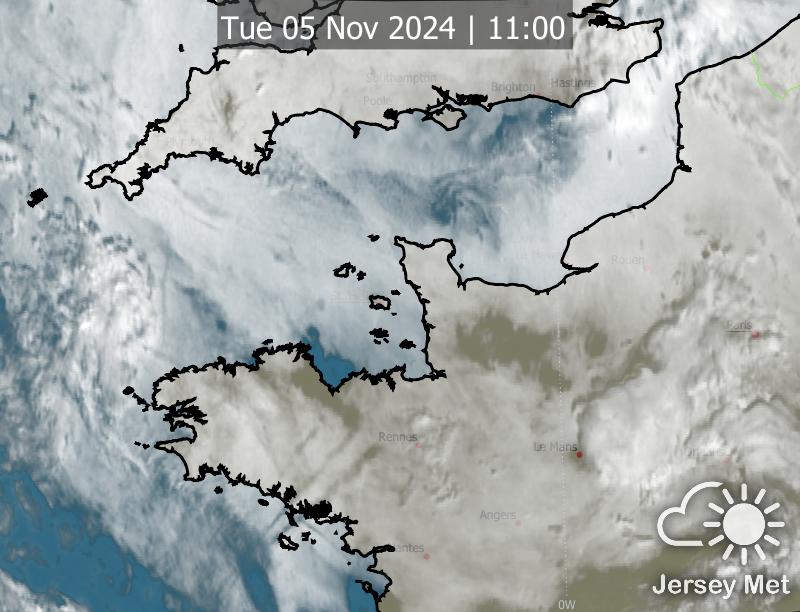 Tue 05 Nov 2024 | 11:00
Southampton
Brighton
Hastings
Poole
Rouen
Paris
Rennes
Le Mans
Angers
0W
Jersey Met